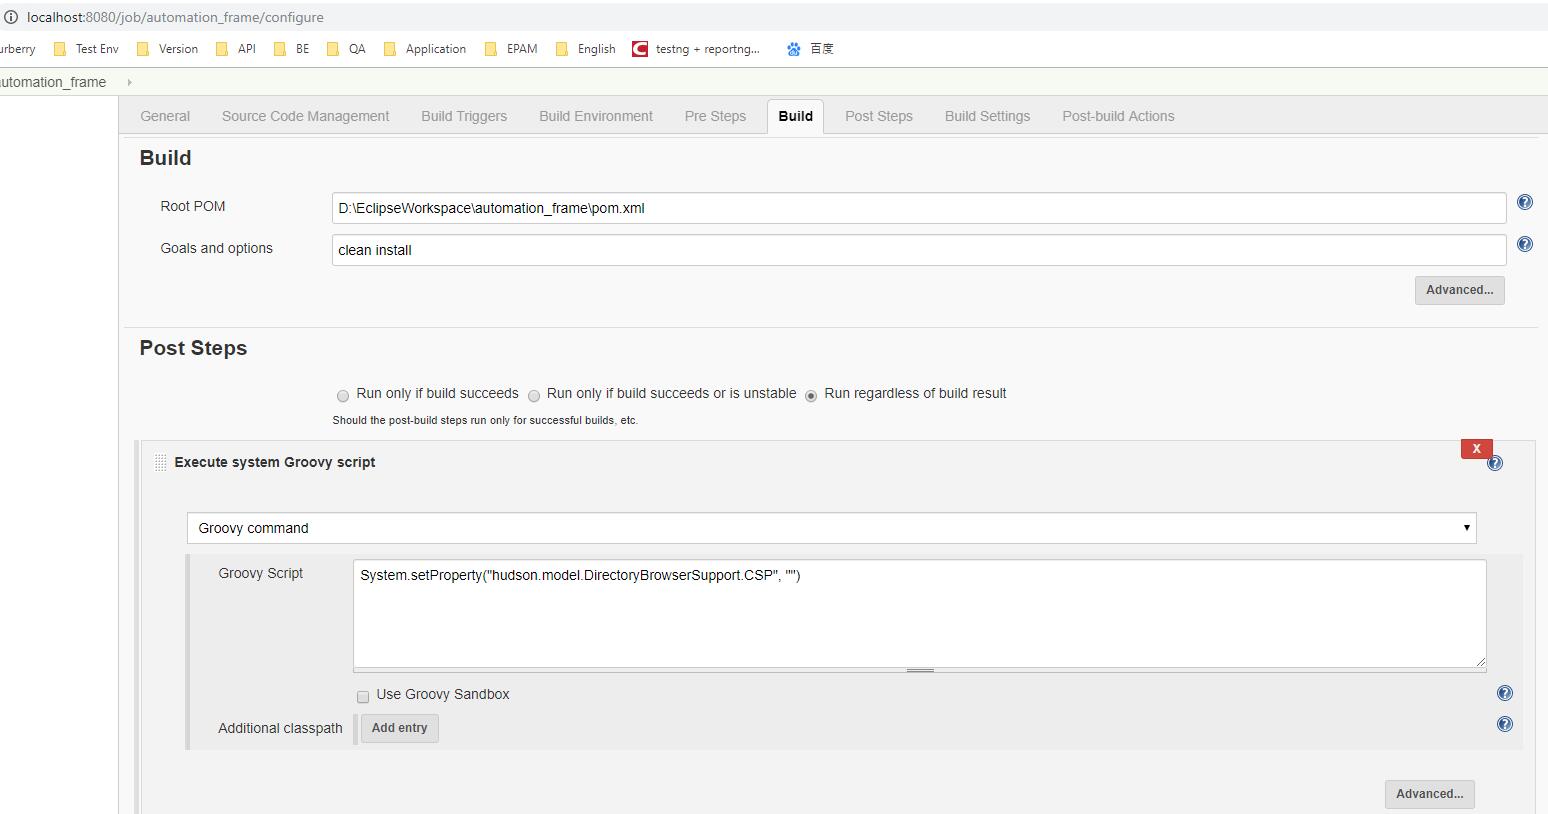 localhost:8080/job/automation_frame/configure
urberry Test Env Version API BE QA Application EPAM English testng + reportng... 百度
utomation_frame
General Source Code Management Build Triggers Build Environment Pre Steps Build Post Steps Build Settings Post-build Actions
Build
Root POM D:\EclipseWorkspace\automation_frame\pom.xml
Goals and options clean install
Advanced...
Post Steps
Run only if build succeeds Run only if build succeeds or is unstable Run regardless of build result
Should the post-build steps run only for successful builds, etc.
X
Execute system Groovy script
Groovy command
Groovy Script System.setProperty("hudson.model.DirectoryBrowserSupport.CSP", "")
Use Groovy Sandbox
Additional classpath Add entry
Advanced...